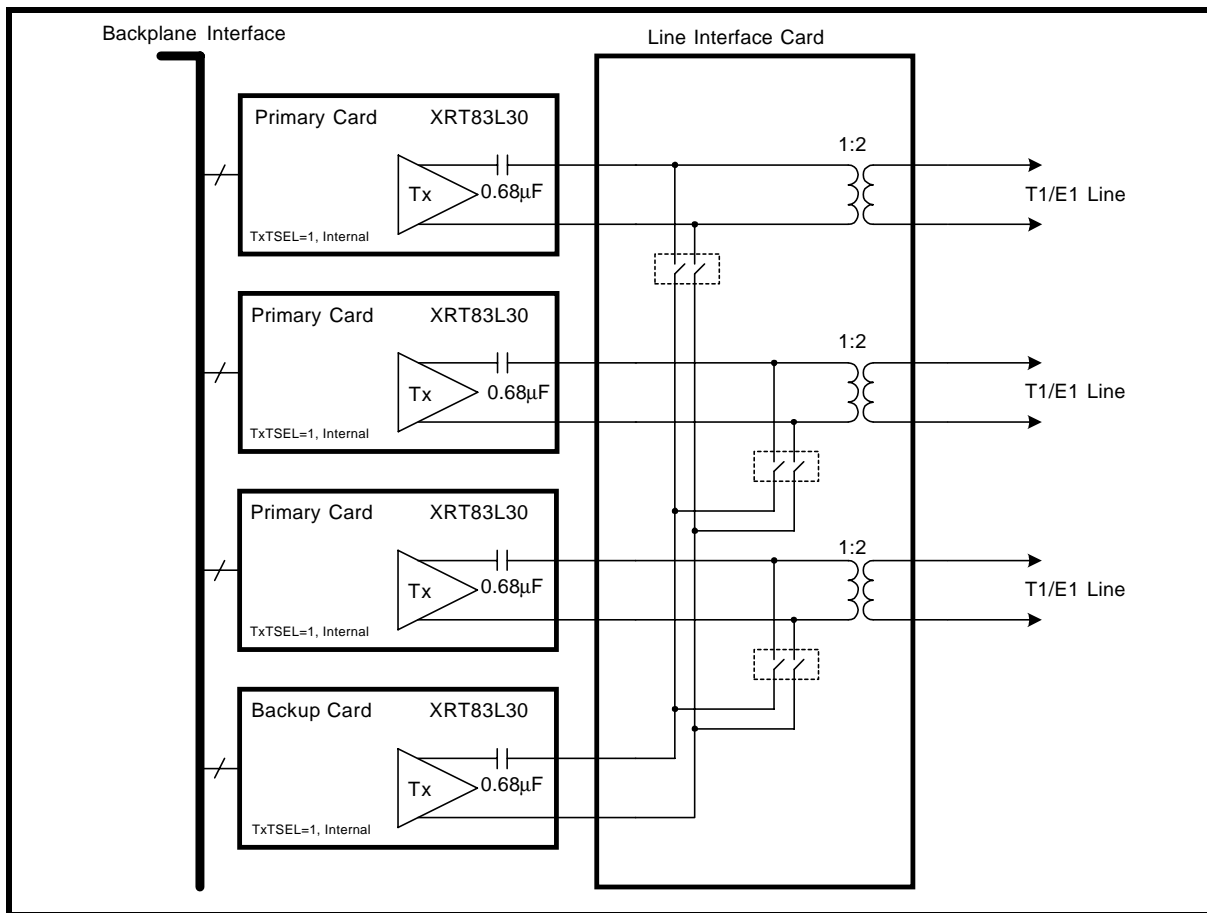 Backplane Interface
Line Interface Card
Primary Card XRT83L30
Tx
0.68µF
TxTSEL=1, Internal
1:2
T1/E1 Line
Primary Card XRT83L30
Tx
0.68µF
TxTSEL=1, Internal
1:2
T1/E1 Line
Primary Card XRT83L30
Tx
0.68µF
TxTSEL=1, Internal
1:2
T1/E1 Line
Backup Card XRT83L30
Tx
0.68µF
TxTSEL=1, Internal